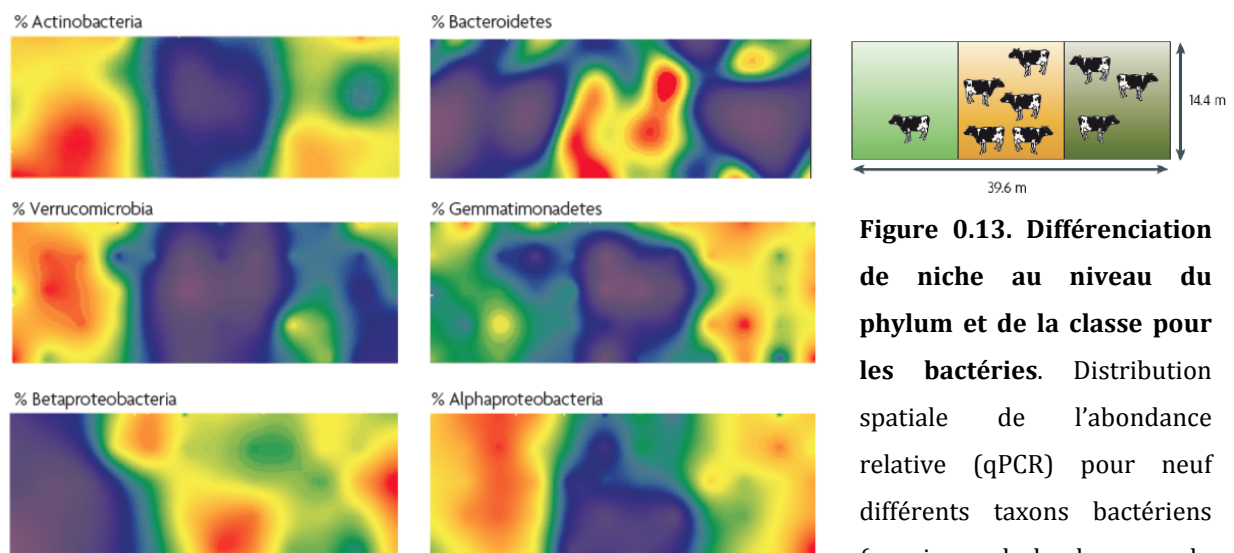 % Actinobacteria
% Bacteroidetes
14.4 m
39.6 m
% Verrucomicrobia
% Gemmatimonadetes
% Betaproteobacteria
% Alphaproteobacteria
Figure 0.13. Différenciation
de niche au niveau du
phylum et de la classe pour
les bactéries. Distribution
spatiale de l'abondance
relative (qPCR) pour neuf
différents taxons bactériens